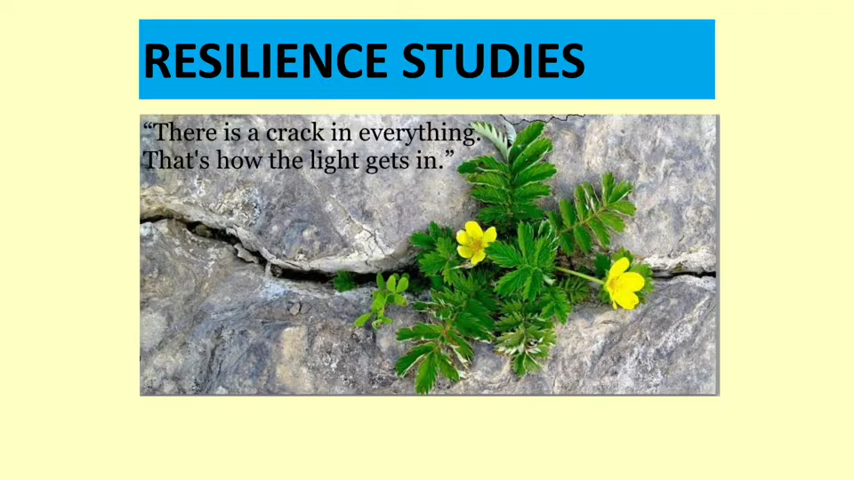 RESILIENCE STUDIES
“There is a crack in everything.
That's how the light gets in.”